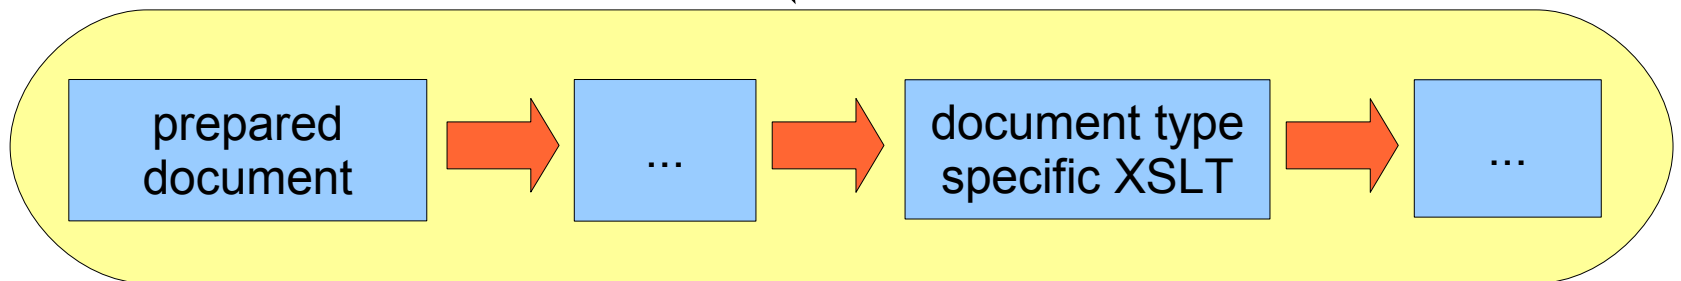 prepared
document
...
document type
specific XSLT
...